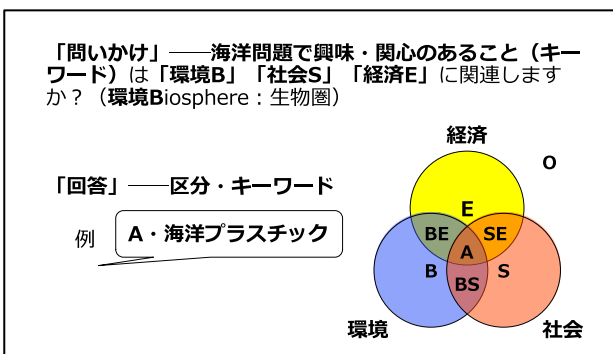 「問いかけ」――海洋問題で興味・関心のあること（キー
ワード）は「環境B」「社会S」「経済E」に関連します
か？（環境Biosphere：生物圏）
「回答」――区分・キーワード
例
A・海洋プラスチック
経済
O
E
BE
SE
A
B
S
BS
環境
社会